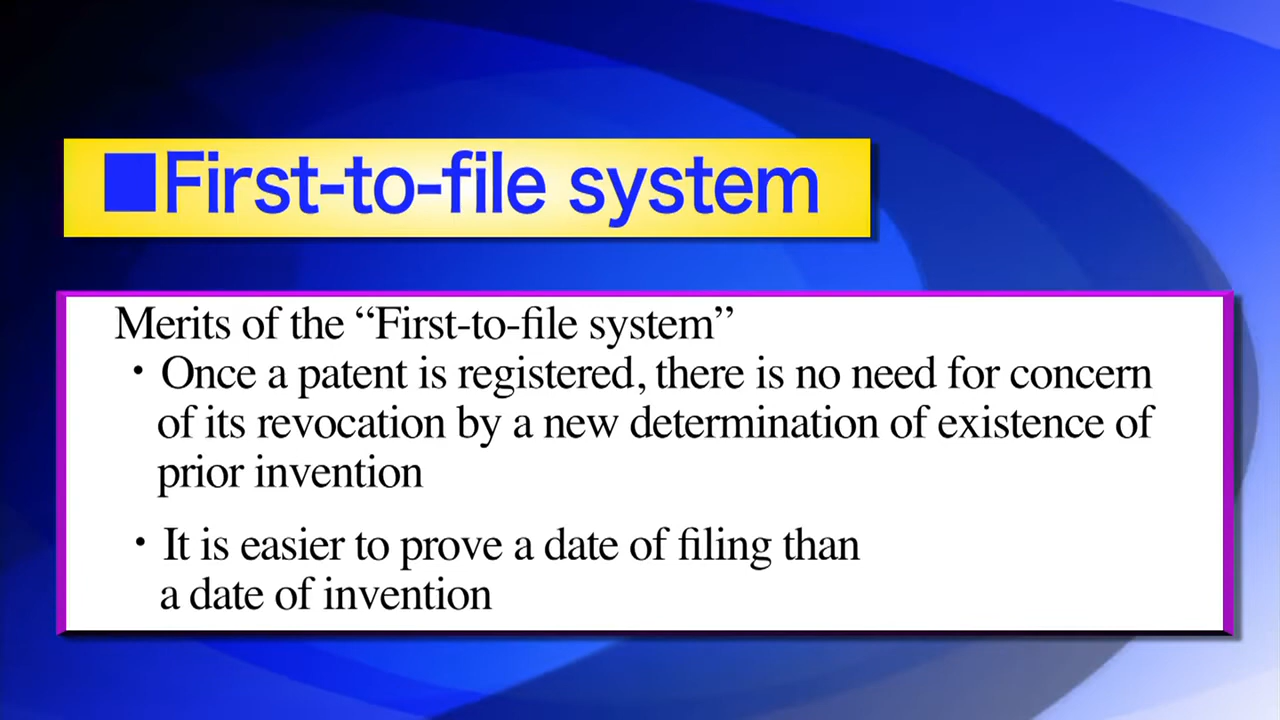 ■First-to-file system
Merits of the “First-to-file system”
・Once a patent is registered, there is no need for concern
of its revocation by a new determination of existence of
prior invention
・It is easier to prove a date of filing than
a date of invention